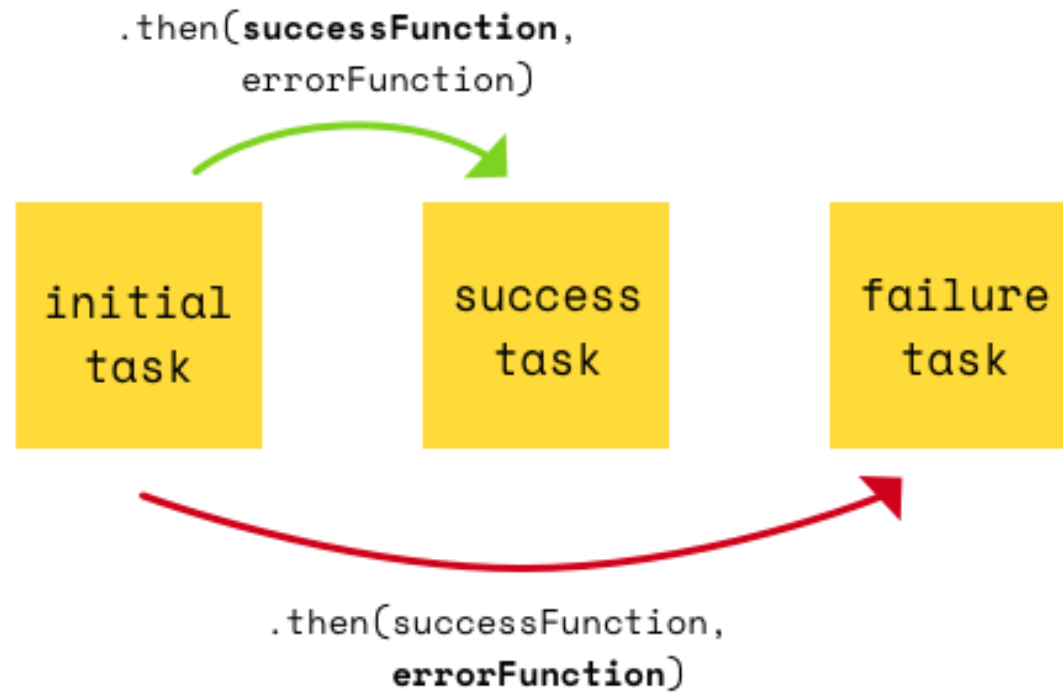 .then(successFunction,
errorFunction)
initial
task
success
task
failure
task
.then(successFunction,
errorFunction)